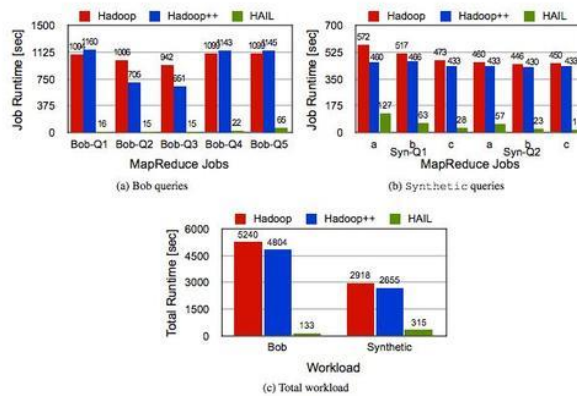 Hadoop Hadoop++ HAIL
Job Runtime [sec]
1500
1125
750
375
0
1094 1160 16
1006 705 15
942 651 15
1099 1143 22
1099 1145 65
Bob-Q1 Bob-Q2 Bob-Q3 Bob-Q4 Bob-Q5
MapReduce Jobs
(a) Bob queries
Hadoop Hadoop++ HAIL
Job Runtime [sec]
700
525
350
175
0
572 460 127
517 466 63
473 433 28
460 433 57
446 430 23
450 433
a b c a b c
Syn-Q1 Syn-Q2
MapReduce Jobs
(b) Synthetic queries
Hadoop Hadoop++ HAIL
Total Runtime [sec]
6000
4500
3000
1500
0
5240 4804 133
2918 2655 315
Bob Synthetic
Workload
(c) Total workload